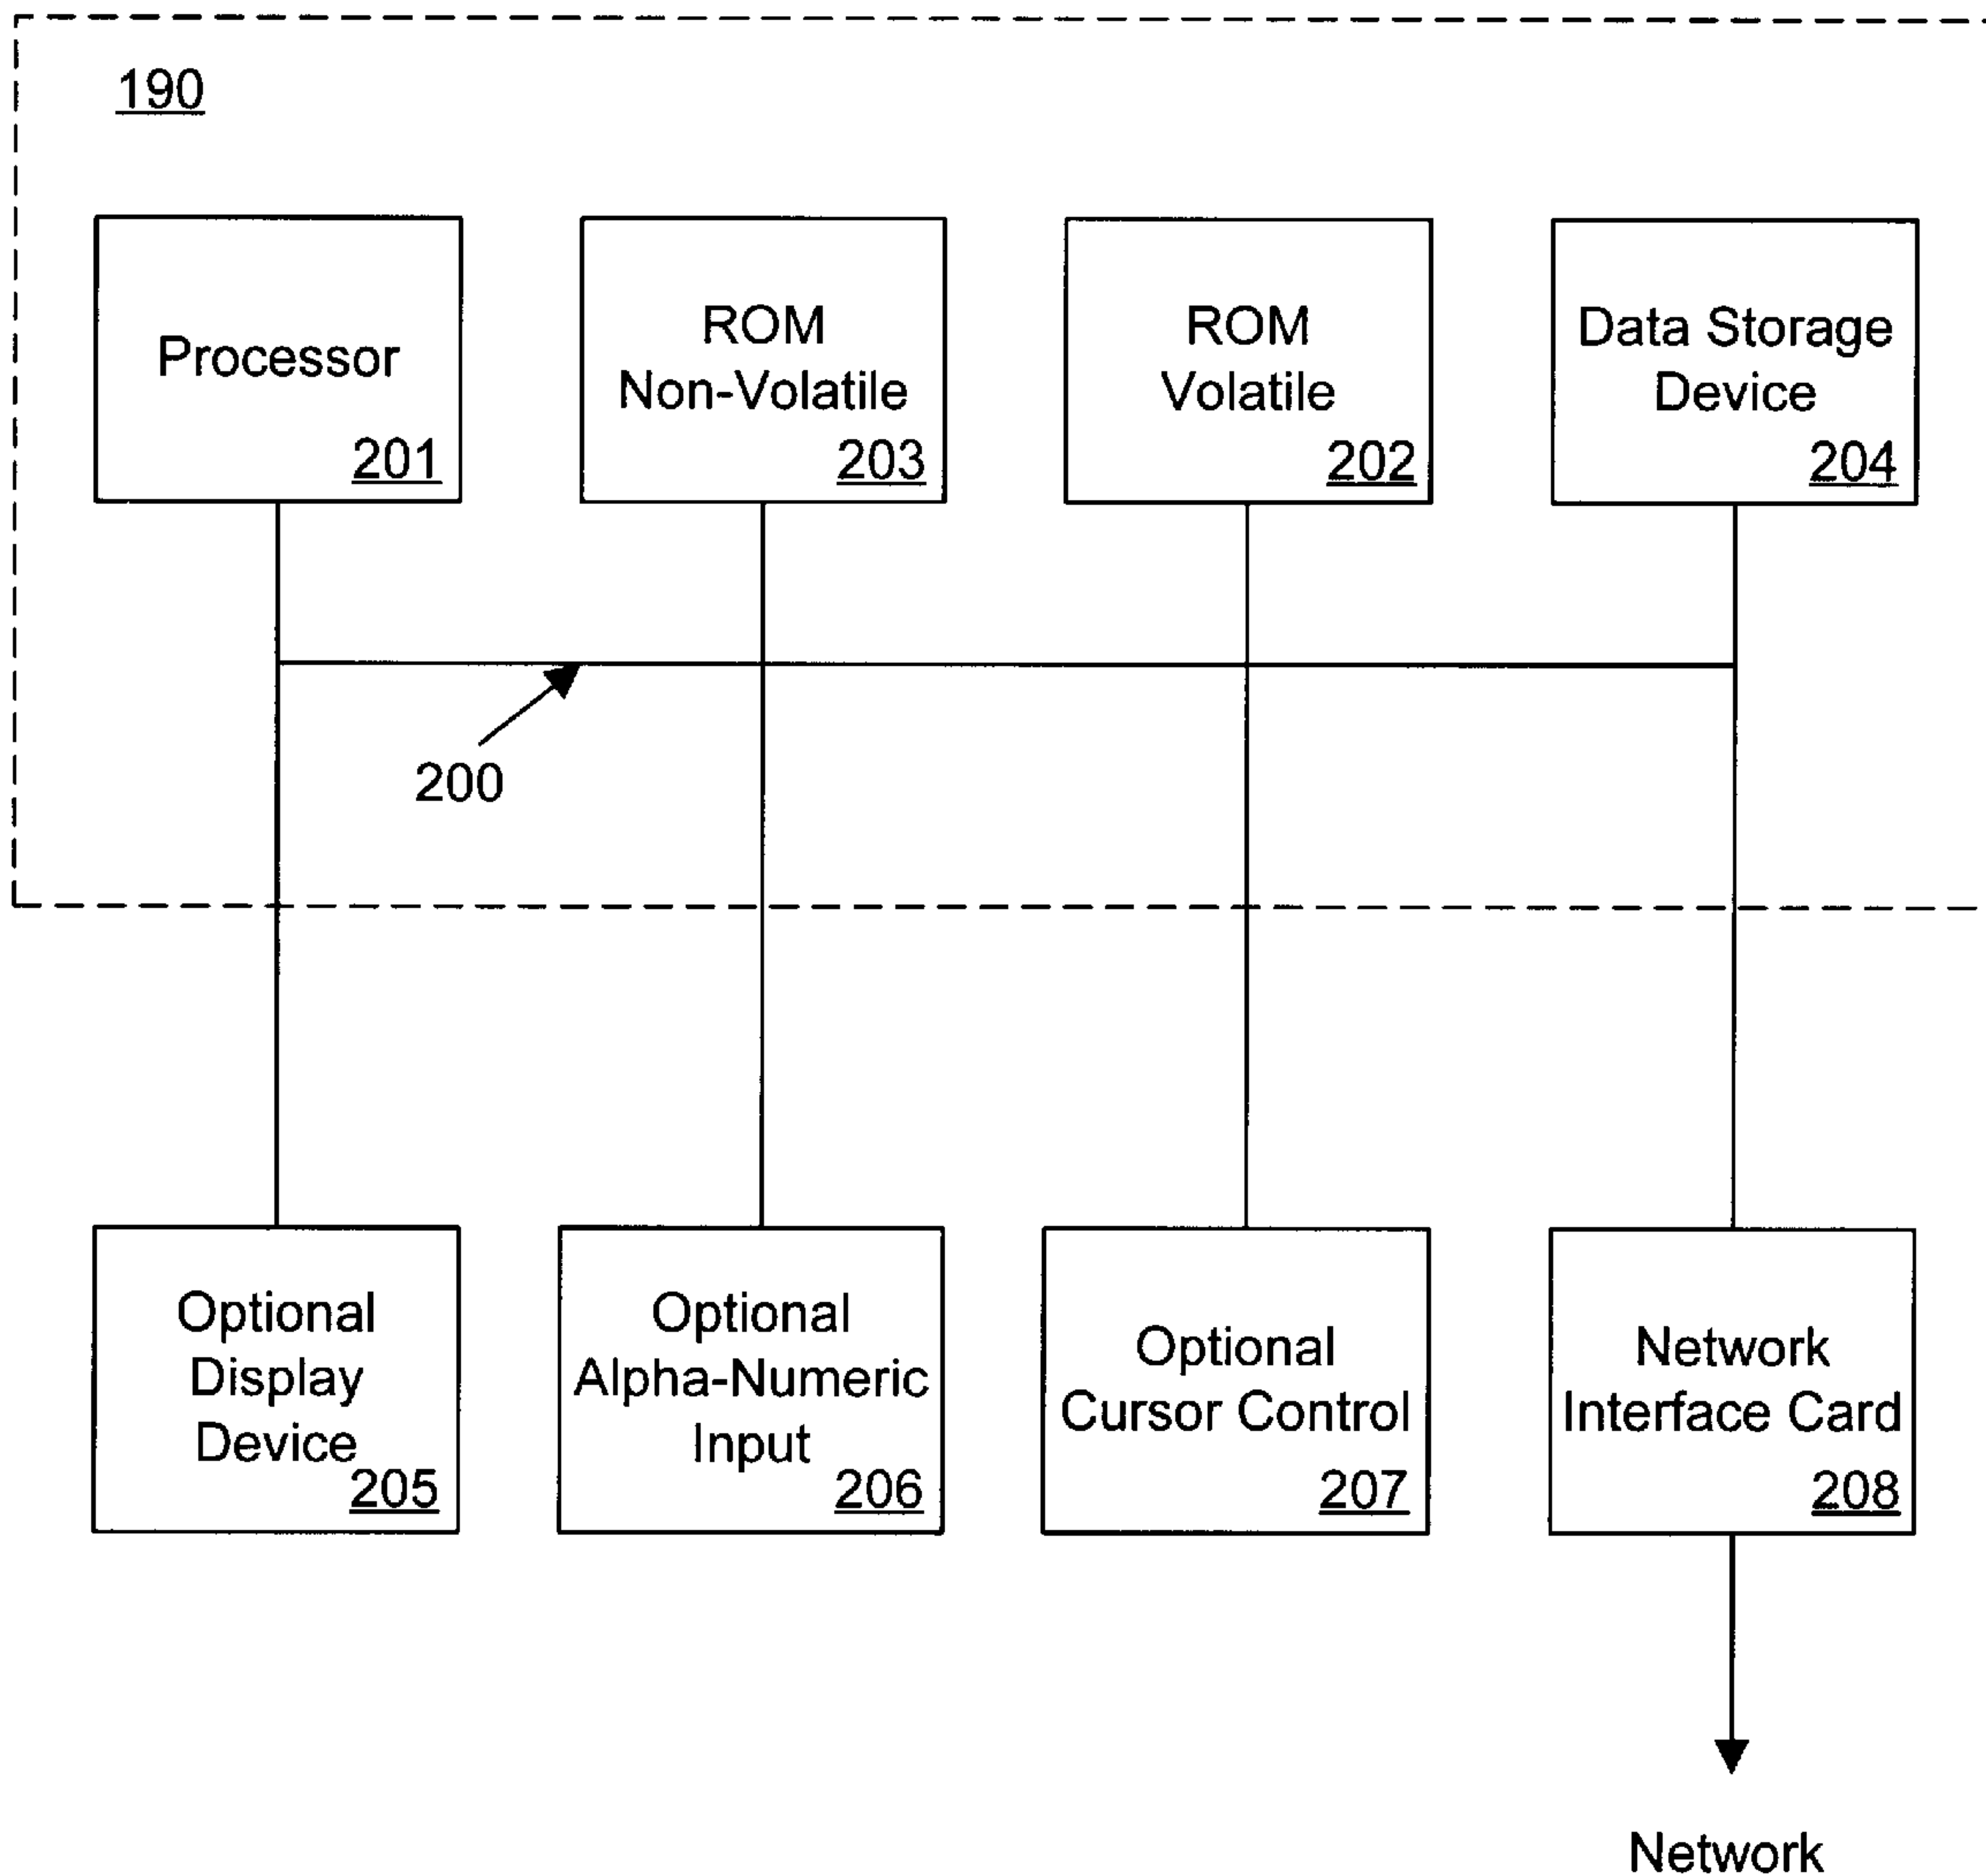 190
Processor
201
ROM
Non-Volatile
203
ROM
Volatile
202
Data Storage
Device
204
200
Optional
Display
Device
205
Optional
Alpha-Numeric
Input
206
Optional
Cursor Control
207
Network
Interface Card
208
Network